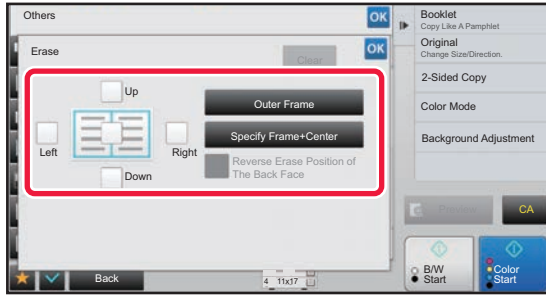 Others
OK
Erase
Clear
OK
Up
Left
Right
Down
Outer Frame
Specify Frame+Center
Reverse Erase Position of
The Back Face
Back
4 11x17
Booklet
Copy Like A Pamphlet
Original
Change Size/Direction.
2-Sided Copy
Color Mode
Background Adjustment
Preview
CA
B/W
Start
Color
Start